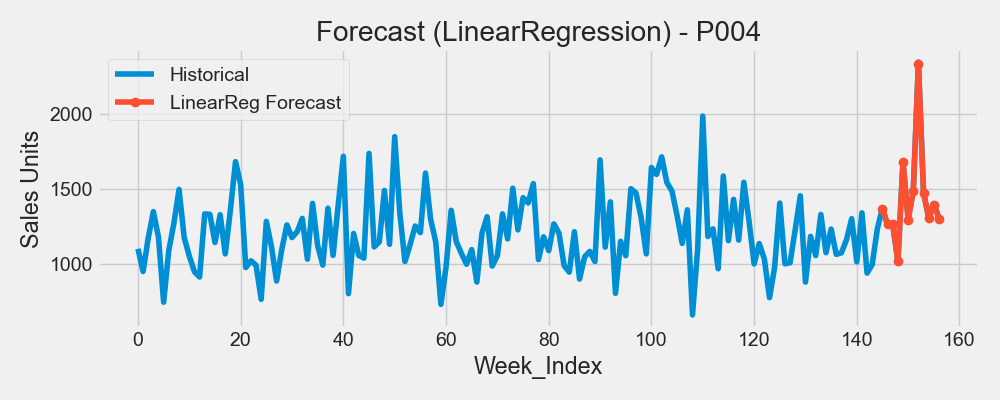 Forecast (LinearRegression) - P004
Historical
LinearReg Forecast
Sales Units
2000
1500
1000
0 20 40 60 80 100 120 140 160
Week_Index